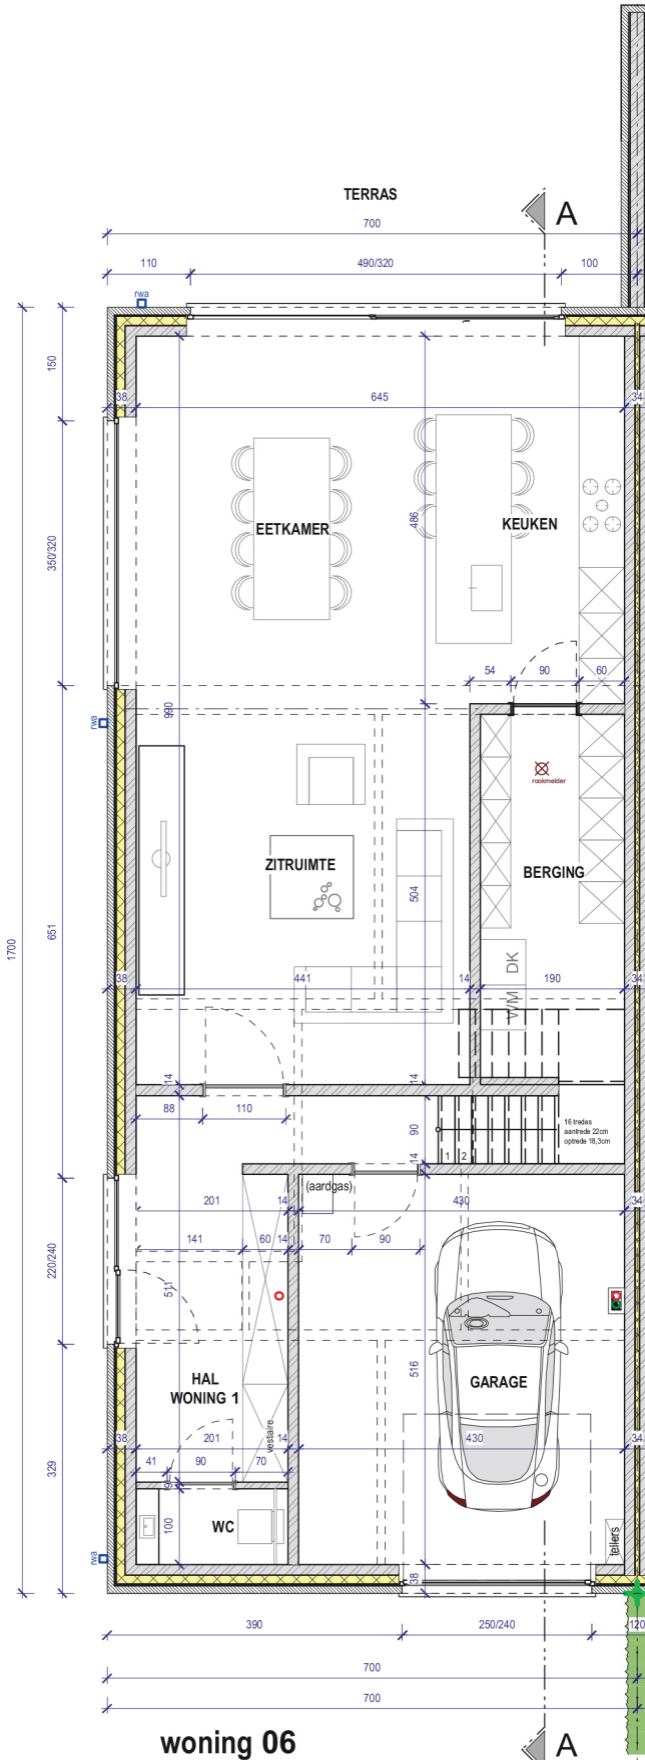 TERRAS
A
700
110
490/320
100
rwa
150
38
645
34
350/320
EETKAMER
486
KEUKEN
54
90
60
rwa
990
rookmelder
ZITRUIMTE
BERGING
504
651
1700
DK
38
441
14
190
34
WM
14
14
88
110
90
16 tredes
aantrede 22cm
optrede 18,3cm
1
2
14
(aardgas)
201
14
430
34
141
60
14
70
90
220/240
511
516
HAL
WONING 1
GARAGE
vestiaire
38
201
14
430
34
329
41
90
70
9
100
WC
tellers
rwa
38
390
250/240
120
700
700
woning 06
A